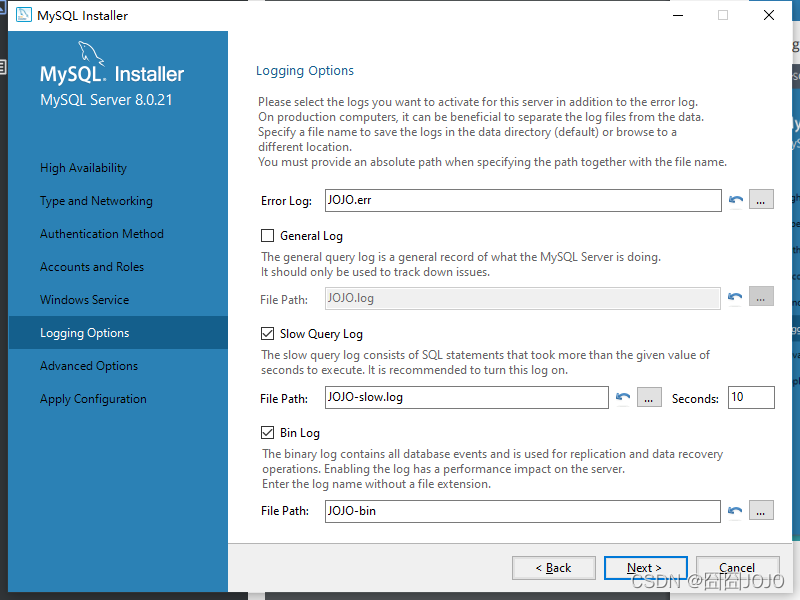 MySQL Installer
MySQL. Installer
MySQL Server 8.0.21
High Availability
Type and Networking
Authentication Method
Accounts and Roles
Windows Service
Logging Options
Advanced Options
Apply Configuration
Logging Options
Please select the logs you want to activate for this server in addition to the error log.
On production computers, it can be beneficial to separate the log files from the data.
Specify a file name to save the logs in the data directory (default) or browse to a
different location.
You must provide an absolute path when specifying the path together with the file name.
Error Log: JOJO.err ...
General Log
The general query log is a general record of what the MySQL Server is doing.
It should only be used to track down issues.
File Path: JOJO.log ...
Slow Query Log
The slow query log consists of SQL statements that took more than the given value of
seconds to execute. It is recommended to turn this log on.
File Path: JOJO-slow.log ... Seconds: 10
Bin Log
The binary log contains all database events and is used for replication and data recovery
operations. Enabling the log has a performance impact on the server.
Enter the log name without a file extension.
File Path: JOJO-bin ...
< Back Next > Cancel
CSDN @囧囧JOJO